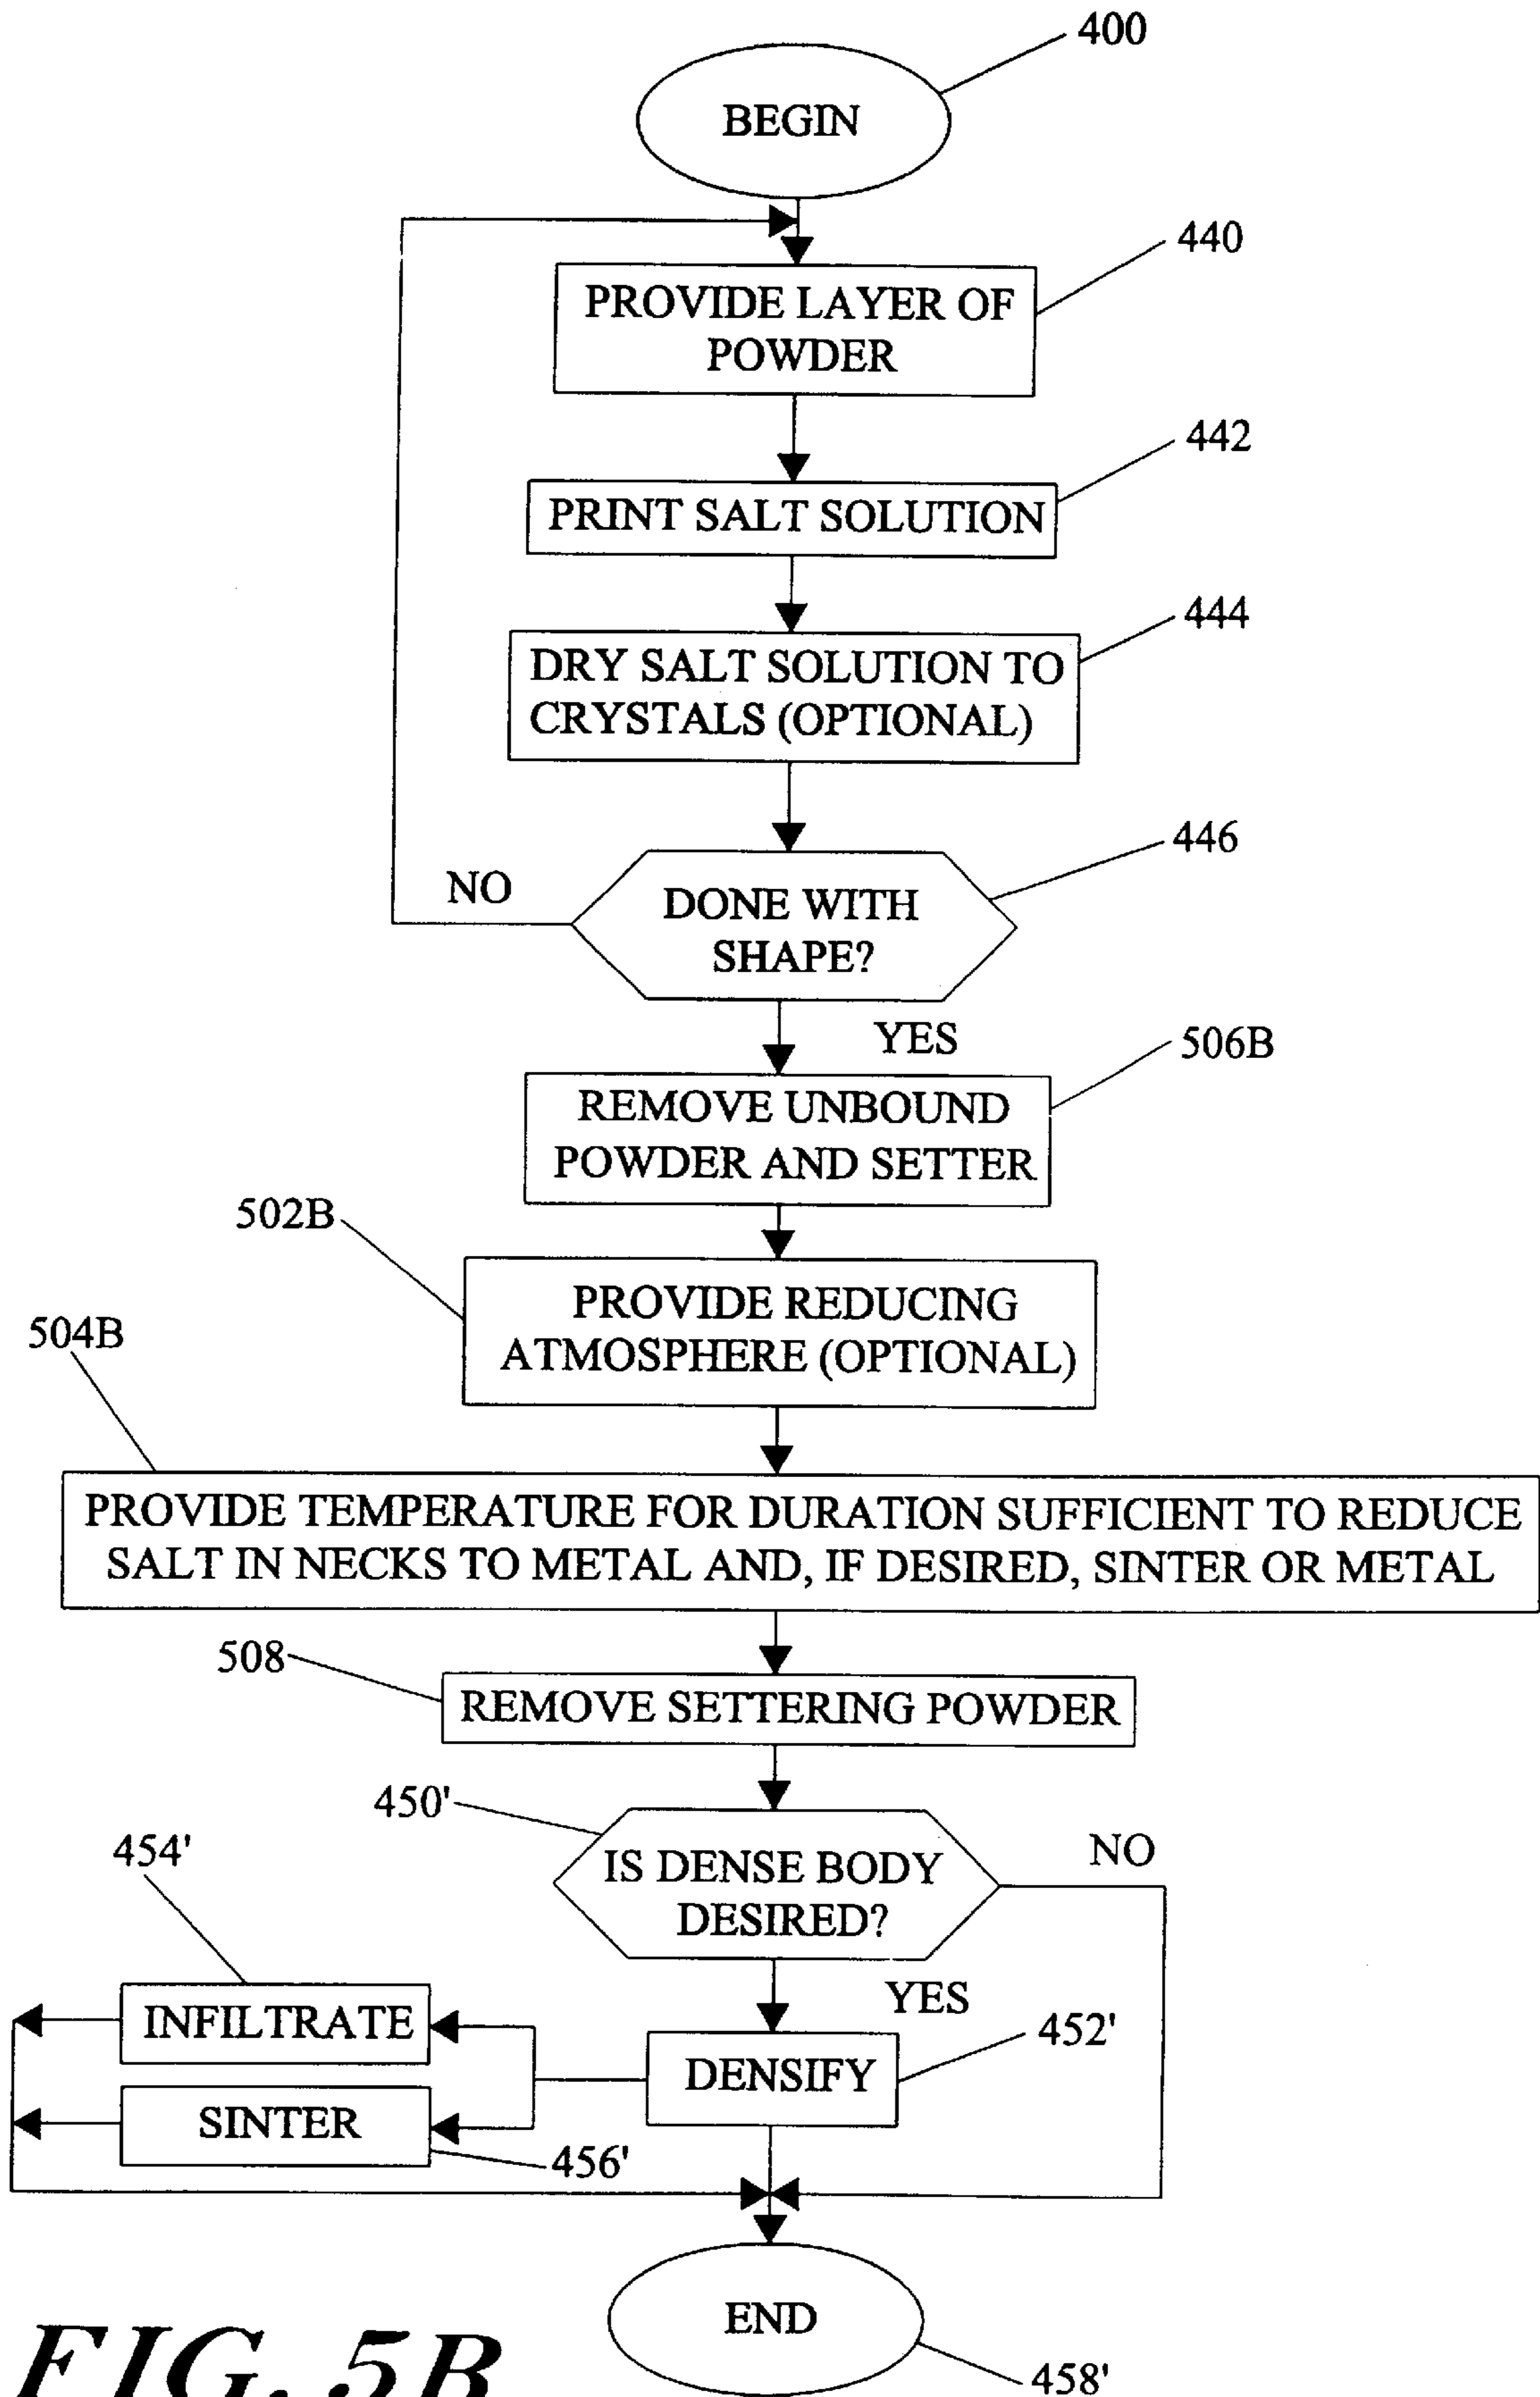 400
BEGIN
440
PROVIDE LAYER OF
POWDER
442
PRINT SALT SOLUTION
444
DRY SALT SOLUTION TO
CRYSTALS (OPTIONAL)
446
NO
DONE WITH
SHAPE?
YES
506B
REMOVE UNBOUND
POWDER AND SETTER
502B
PROVIDE REDUCING
ATMOSPHERE (OPTIONAL)
504B
PROVIDE TEMPERATURE FOR DURATION SUFFICIENT TO REDUCE
SALT IN NECKS TO METAL AND, IF DESIRED, SINTER OR METAL
508
REMOVE SETTERING POWDER
450'
IS DENSE BODY
DESIRED?
NO
454'
YES
INFILTRATE
452'
DENSIFY
SINTER
456'
END
458'
FIG. 5B